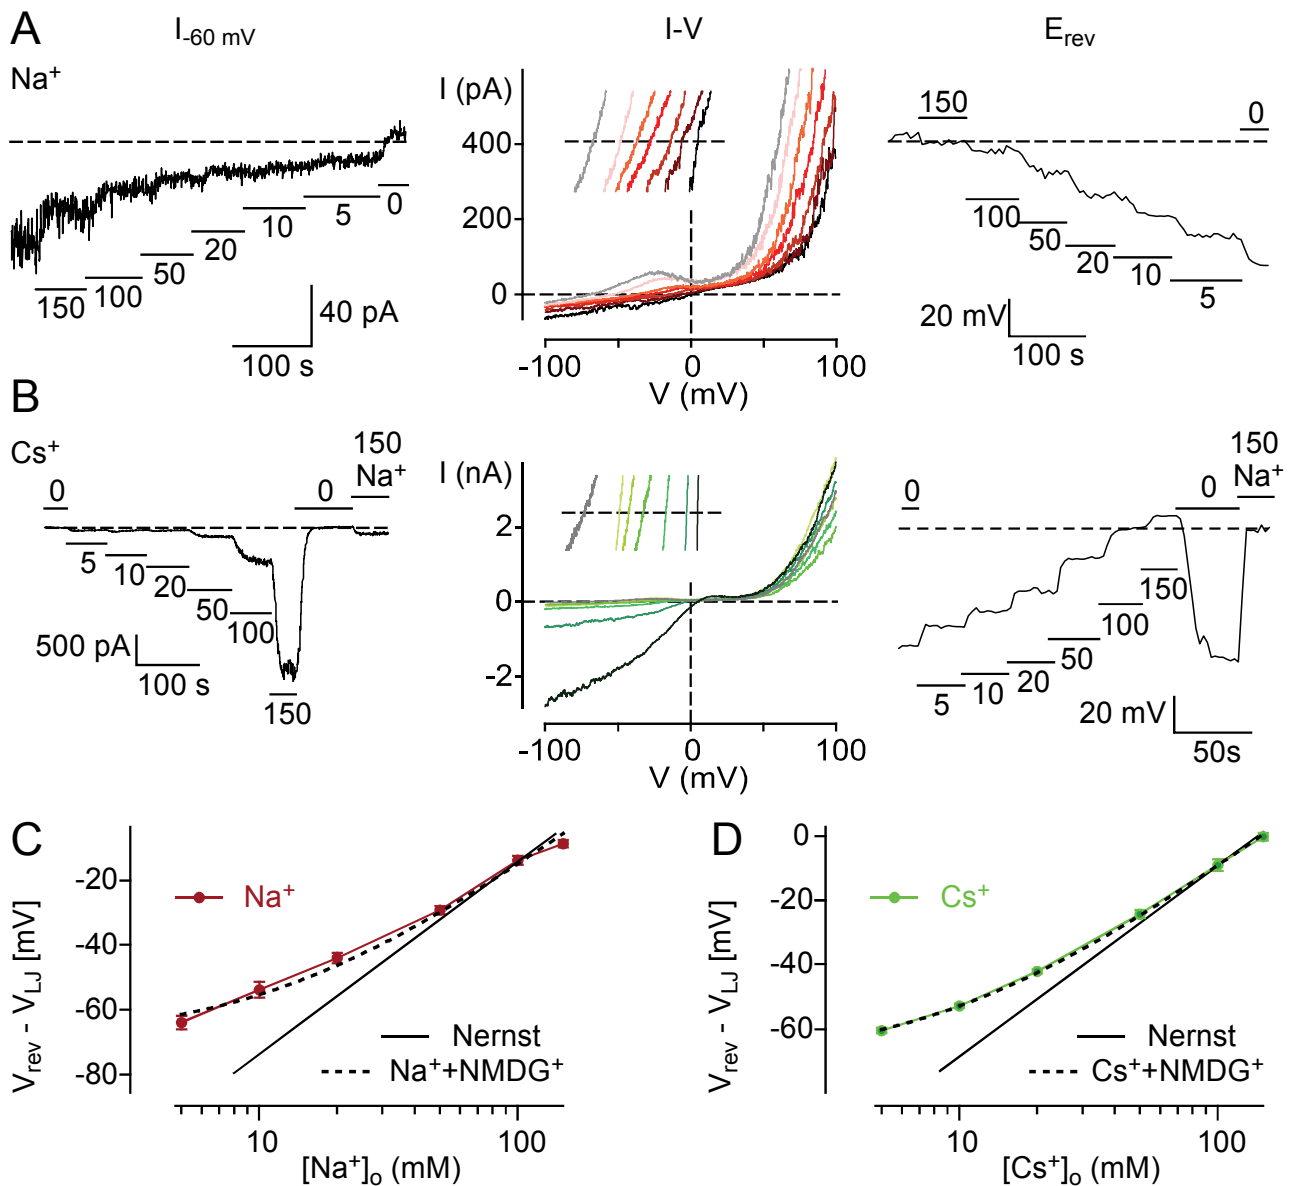 A
I-60 mV
I-V
Erev
Na+
150
100
50
20
10
5
0
40 pA
100 s
I (pA)
400
200
0
-100
0
100
V (mV)
150
0
100
50
20
10
5
20 mV
100 s
B
Cs+
0
5
10
20
50
100
150
0
150
Na+
500 pA
100 s
I (nA)
2
0
-2
-100
0
100
V (mV)
0
5
10
20
50
100
150
0
150
Na+
20 mV
50s
C
Vrev - VLJ [mV]
-20
-40
-60
-80
Na+
Nernst
Na++NMDG+
10
100
[Na+]o (mM)
D
Vrev - VLJ [mV]
0
-20
-40
-60
Cs+
Nernst
Cs++NMDG+
10
100
[Cs+]o (mM)